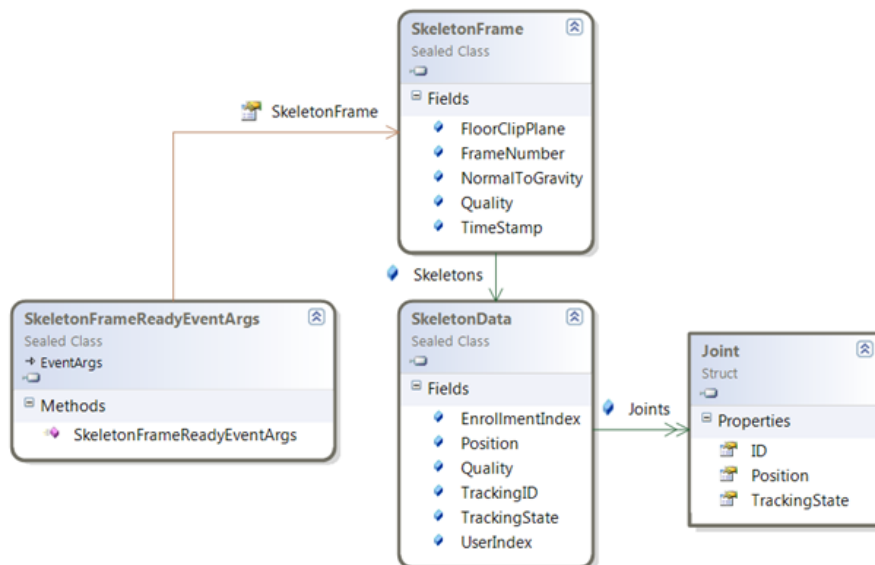 SkeletonFrame
Sealed Class
Fields
FloorClipPlane
FrameNumber
NormalToGravity
Quality
TimeStamp
SkeletonFrame
Skeletons
SkeletonFrameReadyEventArgs
Sealed Class
EventArgs
Methods
SkeletonFrameReadyEventArgs
SkeletonData
Sealed Class
Fields
EnrollmentIndex
Position
Quality
TrackingID
TrackingState
UserIndex
Joints
Joint
Struct
Properties
ID
Position
TrackingState